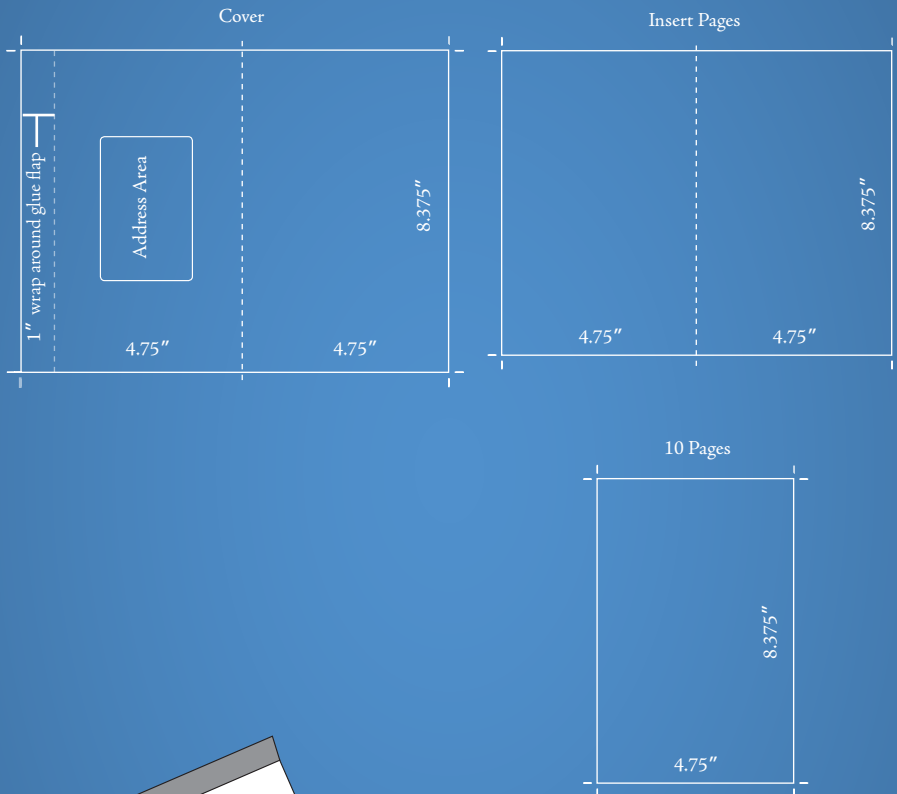 Cover
1″ wrap around glue flap
Address Area
8.375″
4.75″
4.75″
Insert Pages
8.375″
4.75″
4.75″
10 Pages
8.375″
4.75″